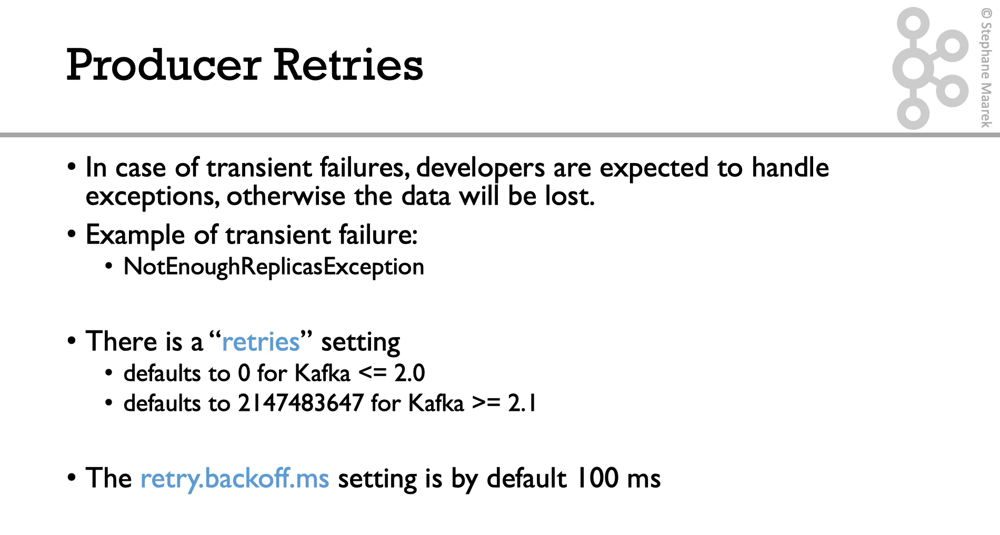 Producer Retries
© Stephane Maarek
• In case of transient failures, developers are expected to handle
exceptions, otherwise the data will be lost.
• Example of transient failure:
• NotEnoughReplicasException
• There is a “retries” setting
• defaults to 0 for Kafka <= 2.0
• defaults to 2147483647 for Kafka >= 2.1
• The retry.backoff.ms setting is by default 100 ms